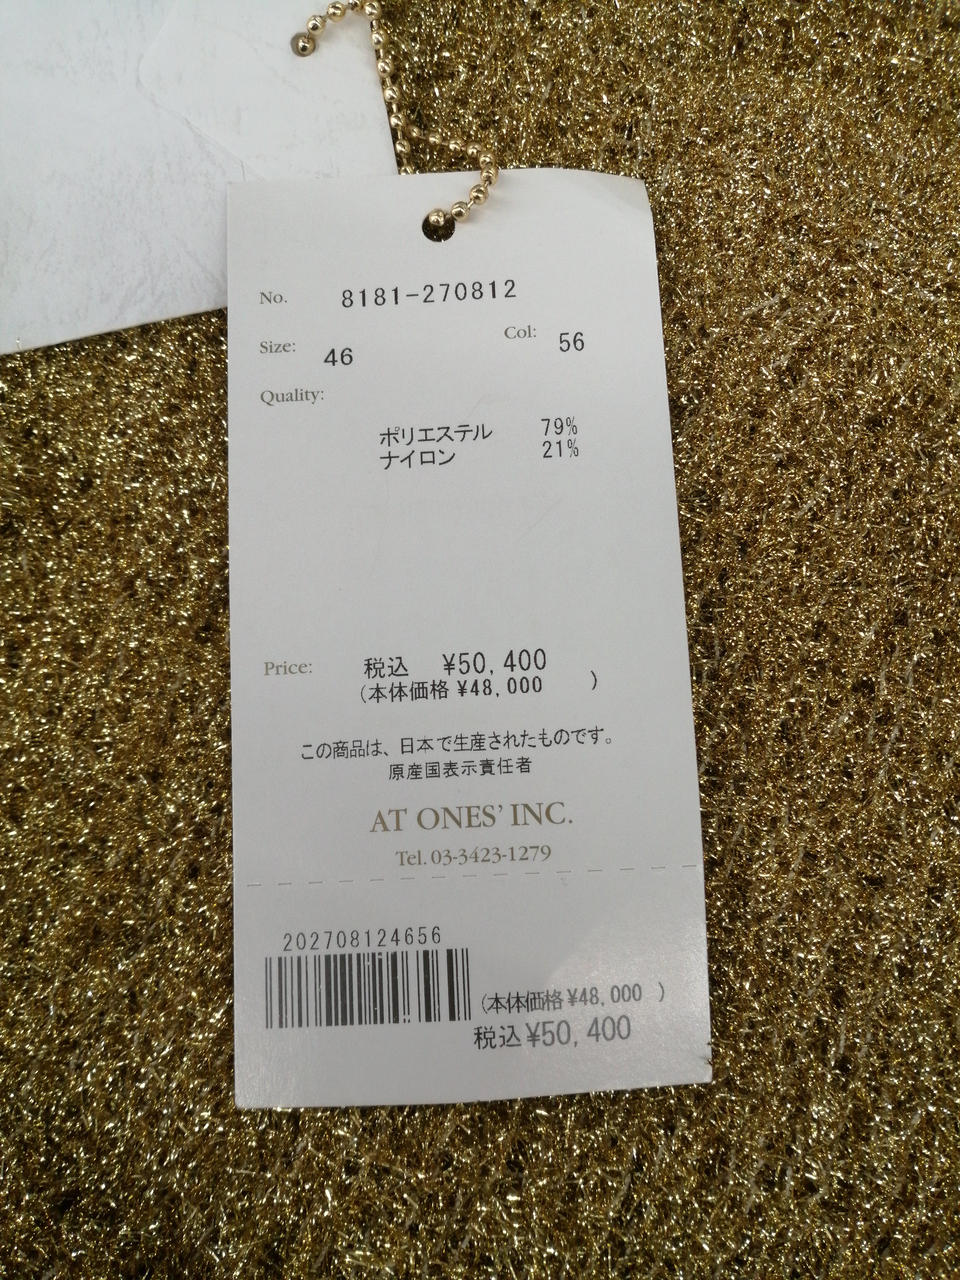 No. 8181-270812
Size: 46 Col: 56
Quality:
ポリエステル 79%
ナイロン 21%
Price: 税込 ¥50,400
(本体価格 ¥48,000 )
この商品は、日本で生産されたものです。
原産国表示責任者
AT ONES' INC.
Tel. 03-3423-1279
202708124656
(本体価格 ¥48,000 )
税込 ¥50,400